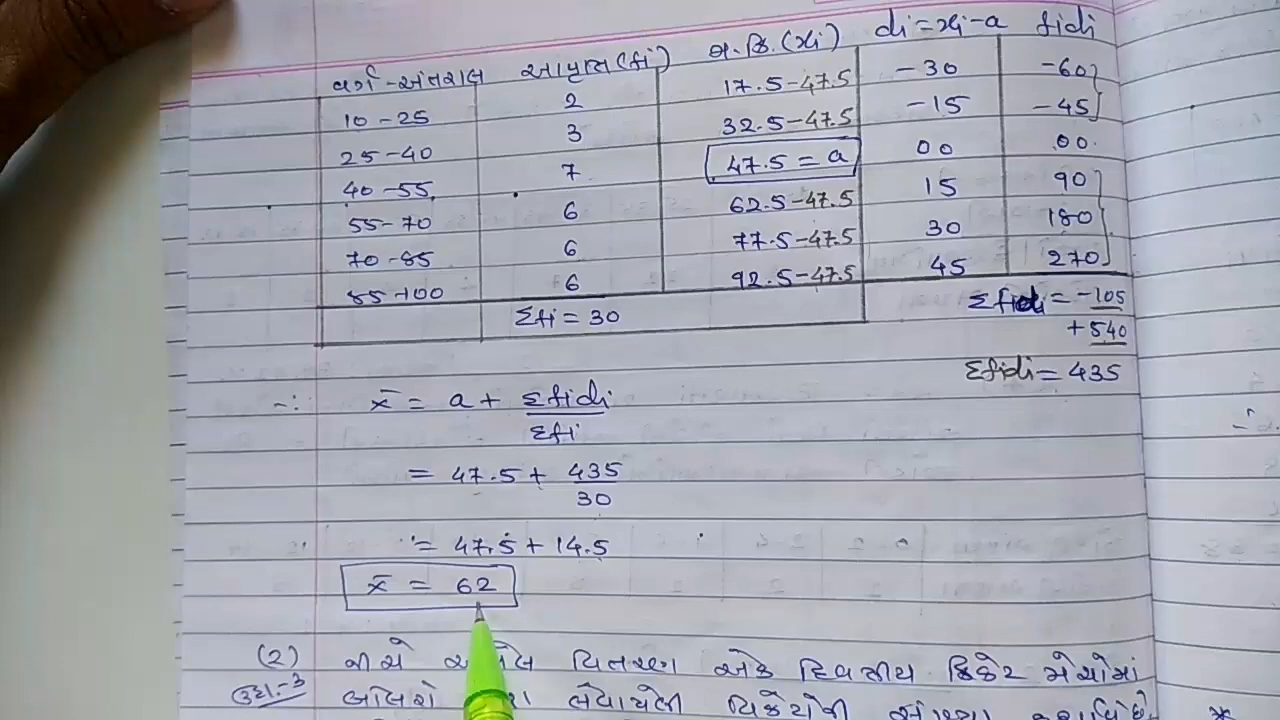 વર્ગ-અંતરાલ આવૃત્તિ(fi) મ.કિ.(xi) di=xi-a fidi
10-25 2 17.5-47.5 -30 -60
25-40 3 32.5-47.5 -15 -45
40-55 7 47.5=a 00 00
55-70 6 62.5-47.5 15 90
70-85 6 77.5-47.5 30 180
85-100 6 92.5-47.5 45 270
Σfi = 30 Σfidi = -105
+540
Σfidi = 435
∴ x̄ = a + Σfidi
Σfi
= 47.5 + 435
30
= 47.5 + 14.5
x̄ = 62
(2) નીચે વિતરણ એક દિવસીય ક્રિકેટ મેચોમાં
ઉદા-3 બોલરો લેવાયેલી વિકેટોની